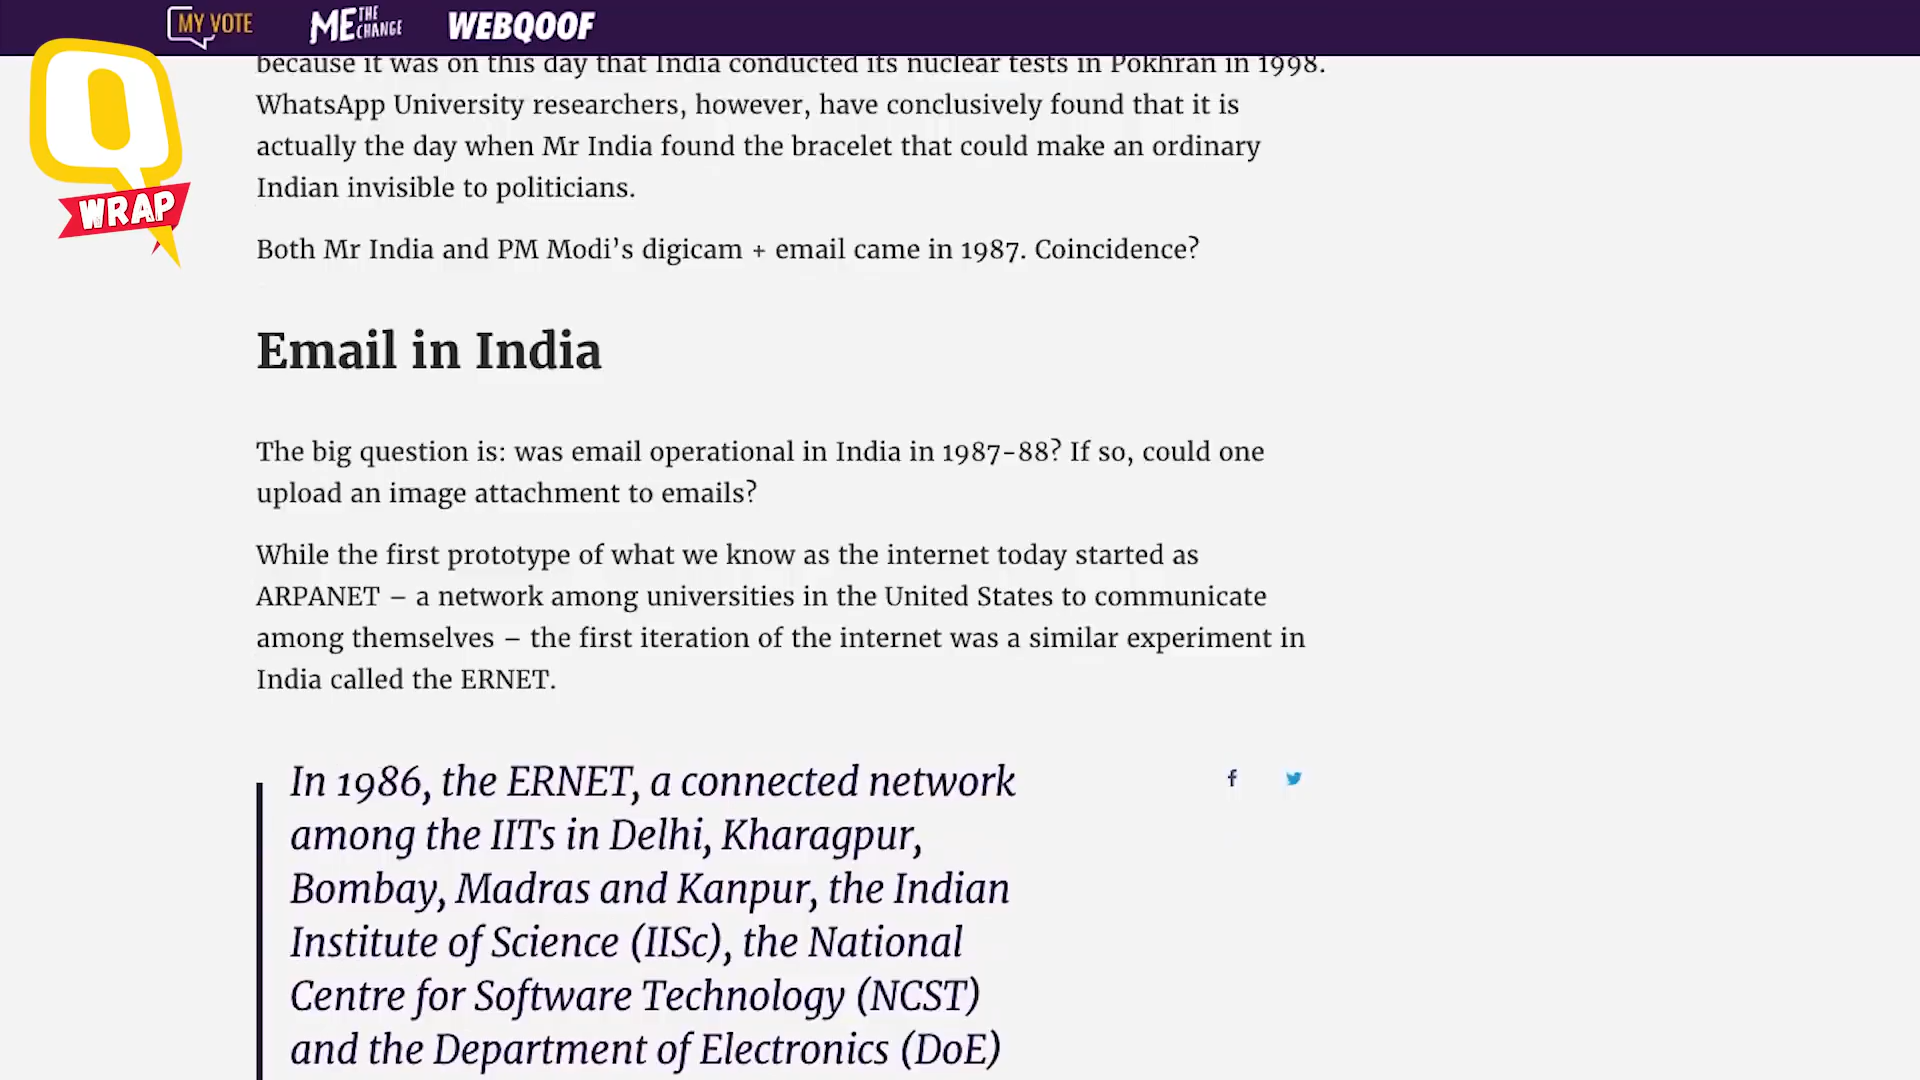 MY VOTE
ME THE CHANGE
WEBQOOF
Q
WRAP
because it was on this day that India conducted its nuclear tests in Pokhran in 1998.
WhatsApp University researchers, however, have conclusively found that it is
actually the day when Mr India found the bracelet that could make an ordinary
Indian invisible to politicians.
Both Mr India and PM Modi’s digicam + email came in 1987. Coincidence?
Email in India
The big question is: was email operational in India in 1987-88? If so, could one
upload an image attachment to emails?
While the first prototype of what we know as the internet today started as
ARPANET – a network among universities in the United States to communicate
among themselves – the first iteration of the internet was a similar experiment in
India called the ERNET.
In 1986, the ERNET, a connected network
among the IITs in Delhi, Kharagpur,
Bombay, Madras and Kanpur, the Indian
Institute of Science (IISc), the National
Centre for Software Technology (NCST)
and the Department of Electronics (DoE)